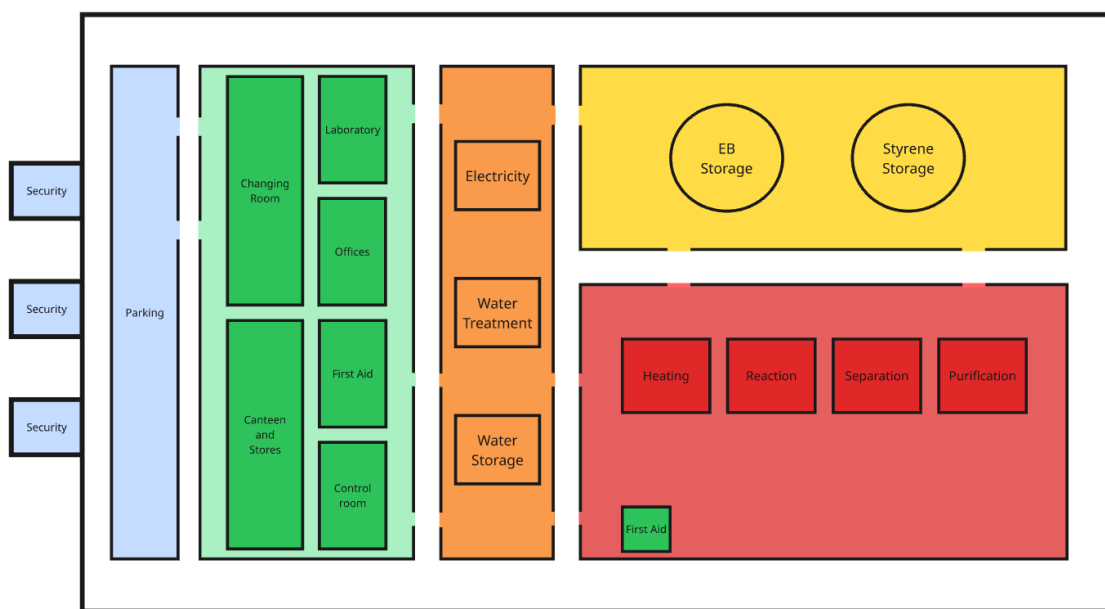 Security
Security
Security
Parking
Changing
Room
Canteen
and
Stores
Laboratory
Offices
First Aid
Control
room
Electricity
Water
Treatment
Water
Storage
EB
Storage
Styrene
Storage
Heating
Reaction
Separation
Purification
First Aid